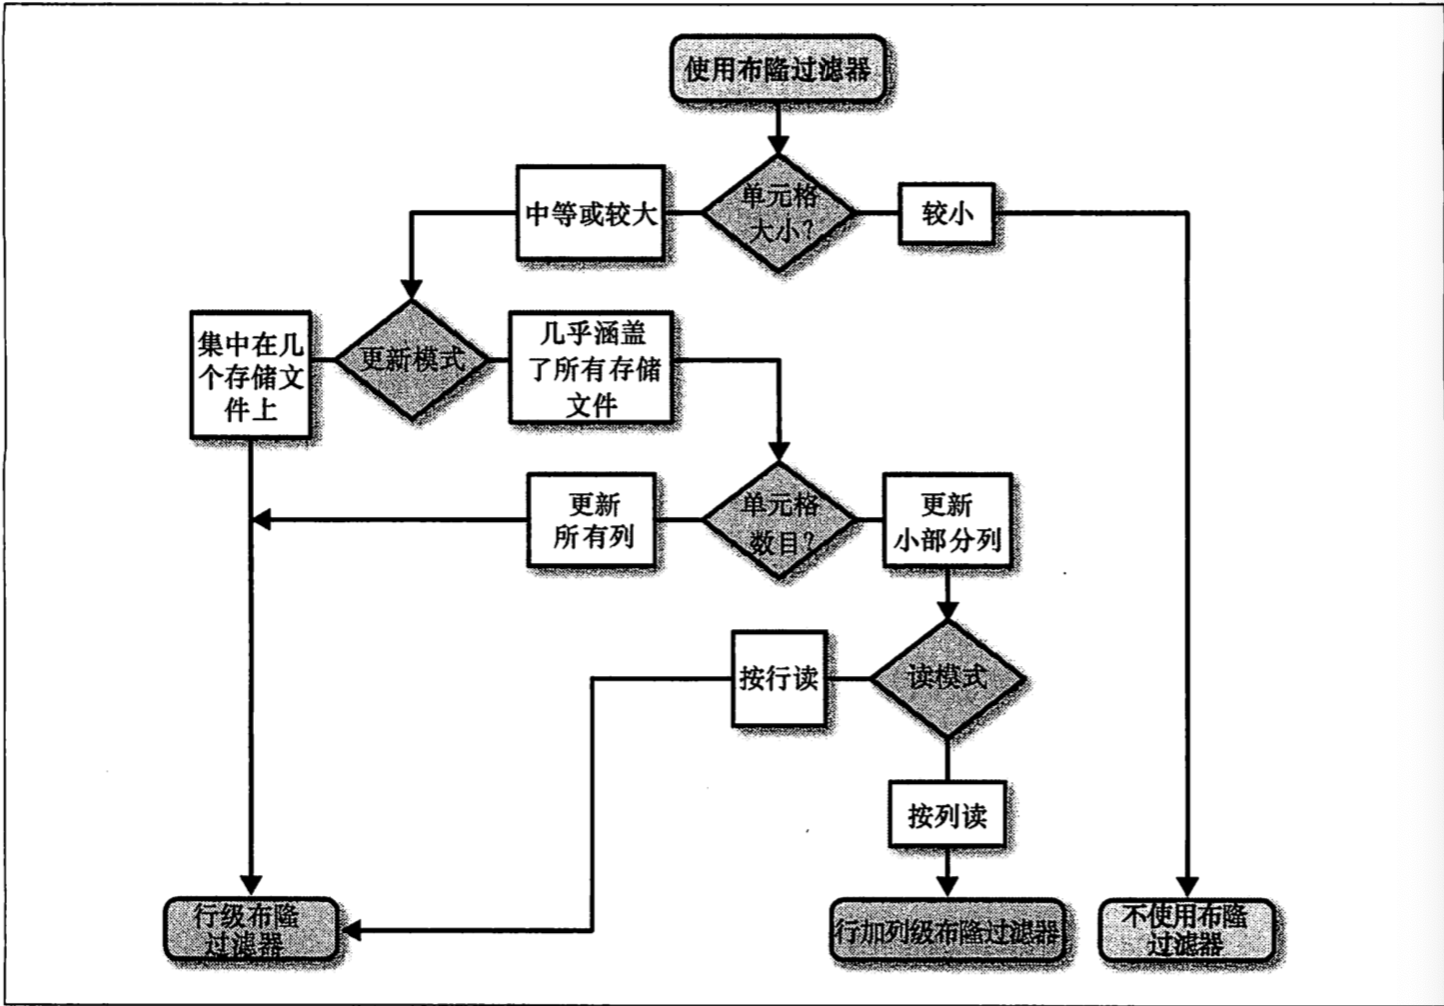 使用布隆过滤器
中等或较大
单元格
大小?
较小
集中在几
个存储文
件上
更新模式
几乎涵盖
了所有存储
文件
更新
所有列
单元格
数目?
更新
小部分列
按行读
读模式
按列读
行级布隆
过滤器
行加列级布隆过滤器
不使用布隆
过滤器